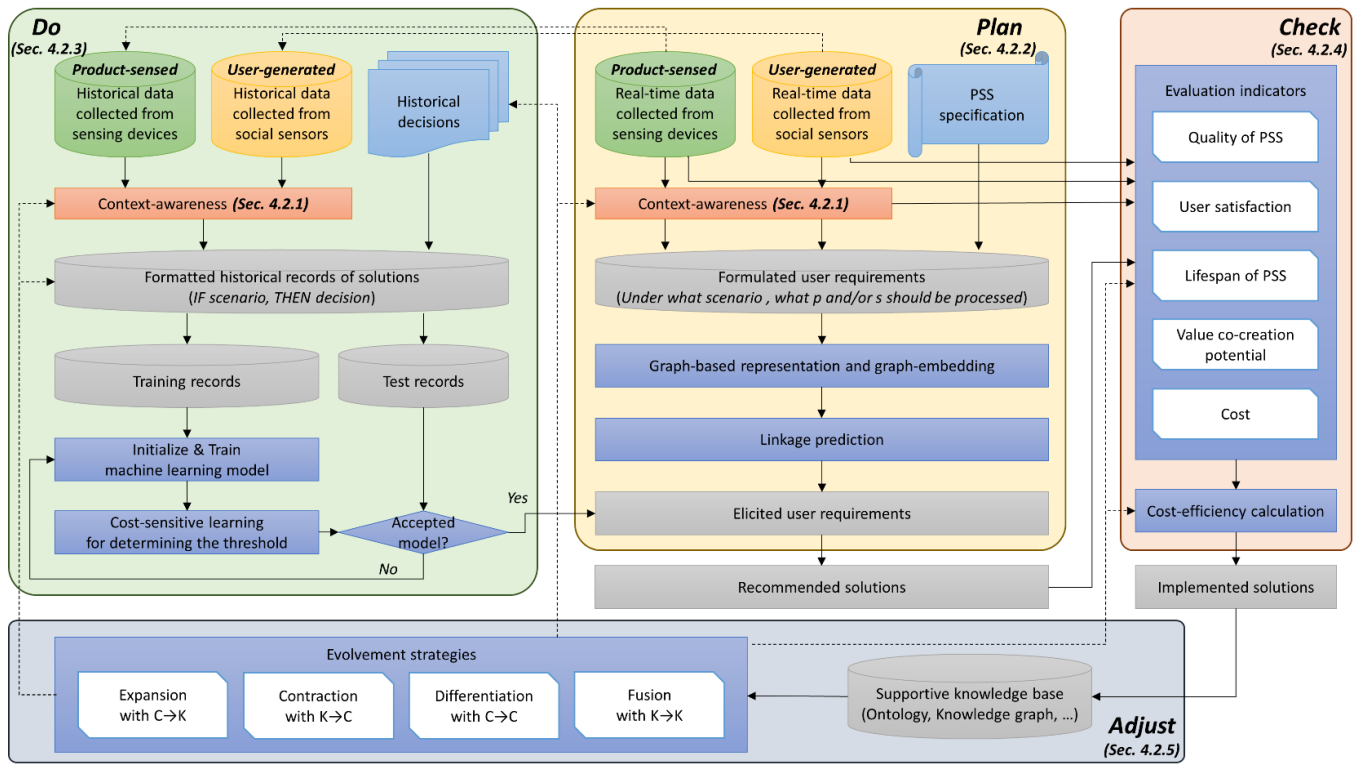 Do
(Sec. 4.2.3)
Product-sensed
Historical data
collected from
sensing devices
User-generated
Historical data
collected from
social sensors
Historical
decisions
Context-awareness (Sec. 4.2.1)
Formatted historical records of solutions
(IF scenario, THEN decision)
Training records
Test records
Initialize & Train
machine learning model
Cost-sensitive learning
for determining the threshold
Accepted
model?
Yes
No
Plan
(Sec. 4.2.2)
Product-sensed
Real-time data
collected from
sensing devices
User-generated
Real-time data
collected from
social sensors
PSS
specification
Context-awareness (Sec. 4.2.1)
Formulated user requirements
(Under what scenario , what p and/or s should be processed)
Graph-based representation and graph-embedding
Linkage prediction
Elicited user requirements
Recommended solutions
Check
(Sec. 4.2.4)
Evaluation indicators
Quality of PSS
User satisfaction
Lifespan of PSS
Value co-creation
potential
Cost
Cost-efficiency calculation
Implemented solutions
Evolvement strategies
Expansion
with C→K
Contraction
with K→C
Differentiation
with C→C
Fusion
with K→K
Supportive knowledge base
(Ontology, Knowledge graph, ...)
Adjust
(Sec. 4.2.5)